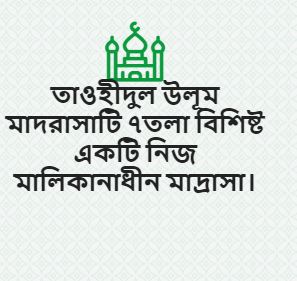 তাওহীদুল উলূম
মাদরাসাটি ৭তলা বিশিষ্ট
একটি নিজ
মালিকানাধীন মাদ্রাসা।